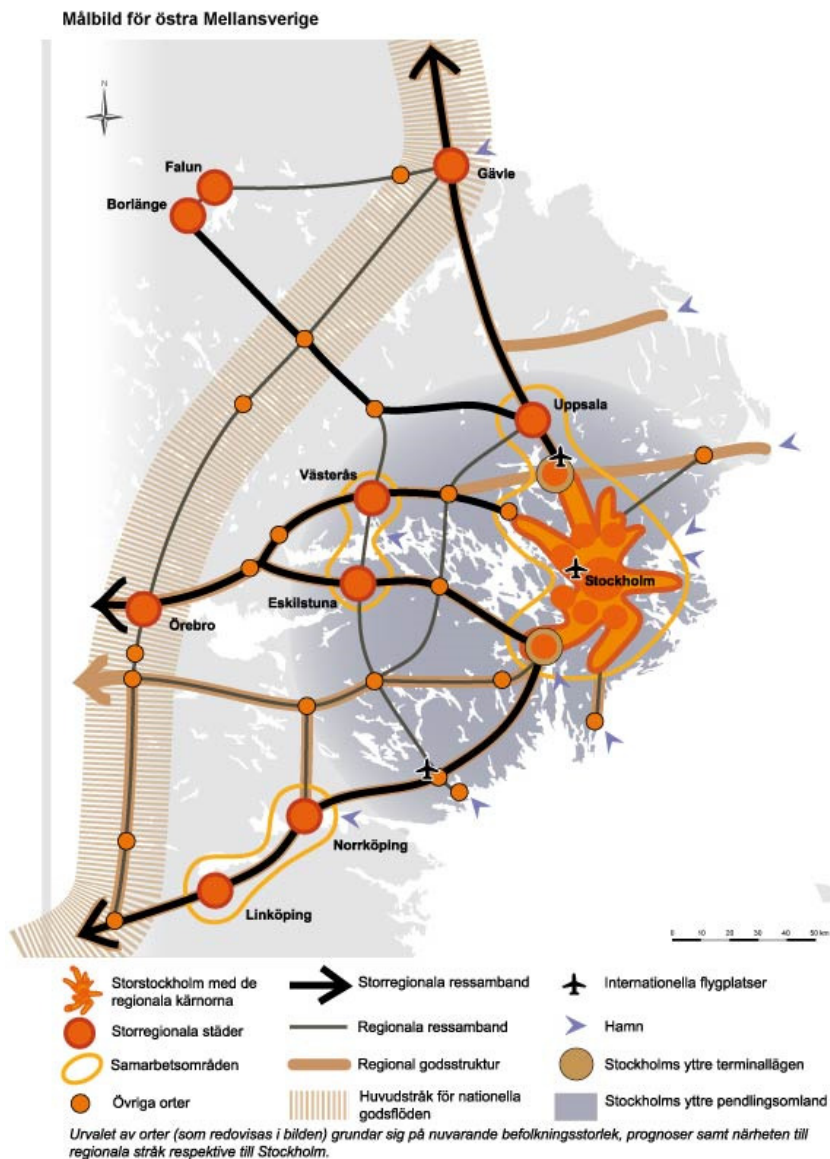 Målbild för östra Mellansverige
N
Falun
Gävle
Borlänge
Uppsala
Västerås
Stockholm
Eskilstuna
Örebro
Norrköping
Linköping
0 10 20 30 40 50 km
Storstockholm med de
regionala kärnorna
Storregionala ressamband
Internationella flygplatser
Storregionala städer
Regionala ressamband
Hamn
Samarbetsområden
Regional godsstruktur
Stockholms yttre terminallägen
Övriga orter
Huvudstråk för nationella
godsflöden
Stockholms yttre pendlingsomland
Urvalet av orter (som redovisas i bilden) grundar sig på nuvarande befolkningsstorlek, prognoser samt närheten till
regionala stråk respektive till Stockholm.